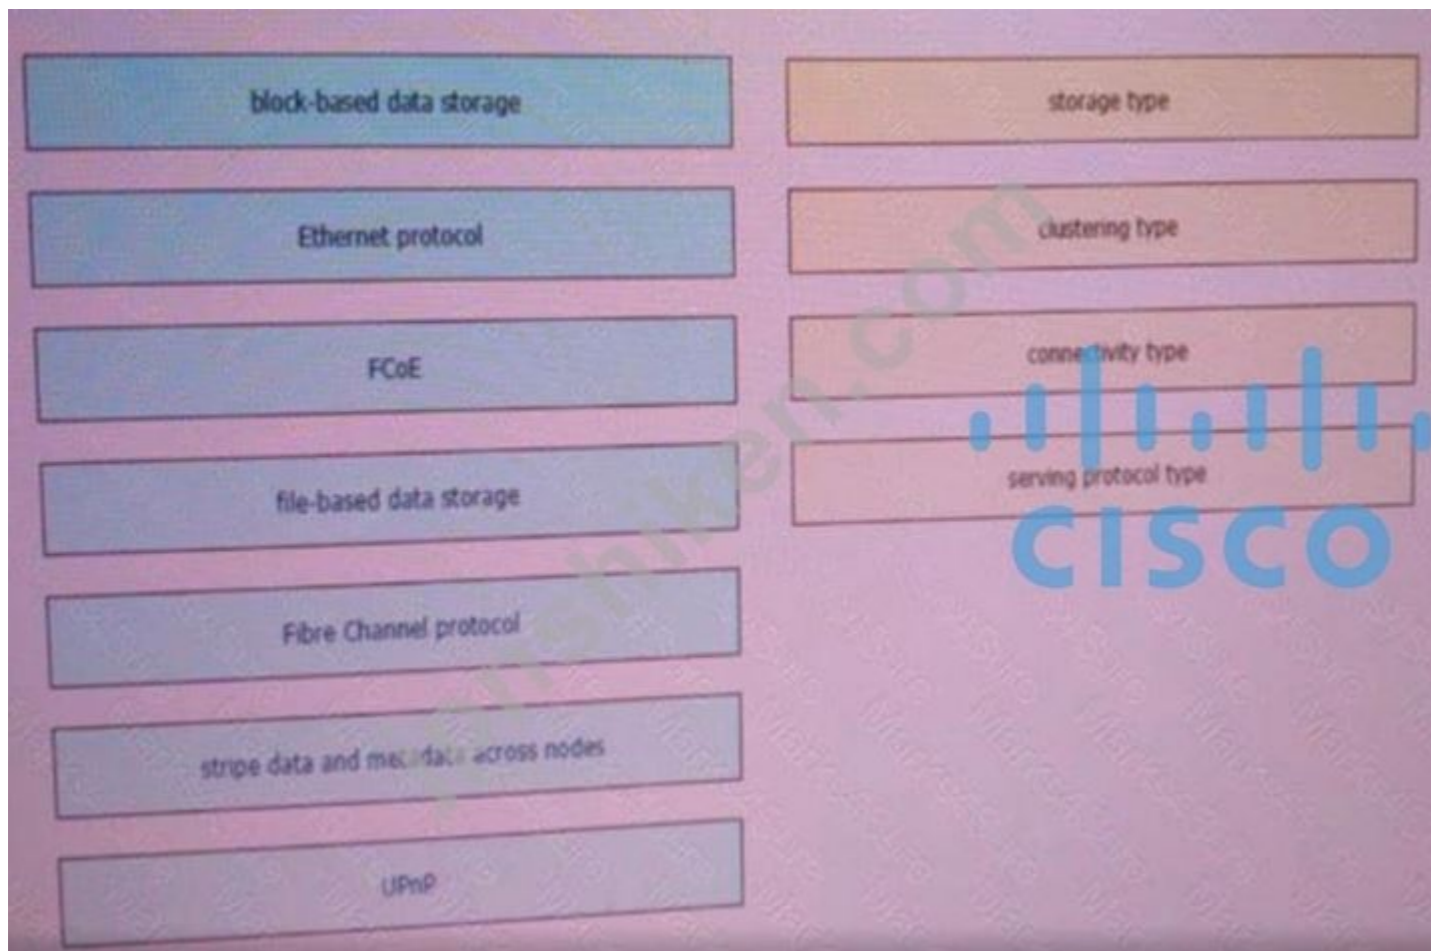 block-based data storage
Ethernet protocol
FCoE
file-based data storage
Fibre Channel protocol
stripe data and metadata across nodes
UPnP
storage type
clustering type
connectivity type
serving protocol type
CISCO